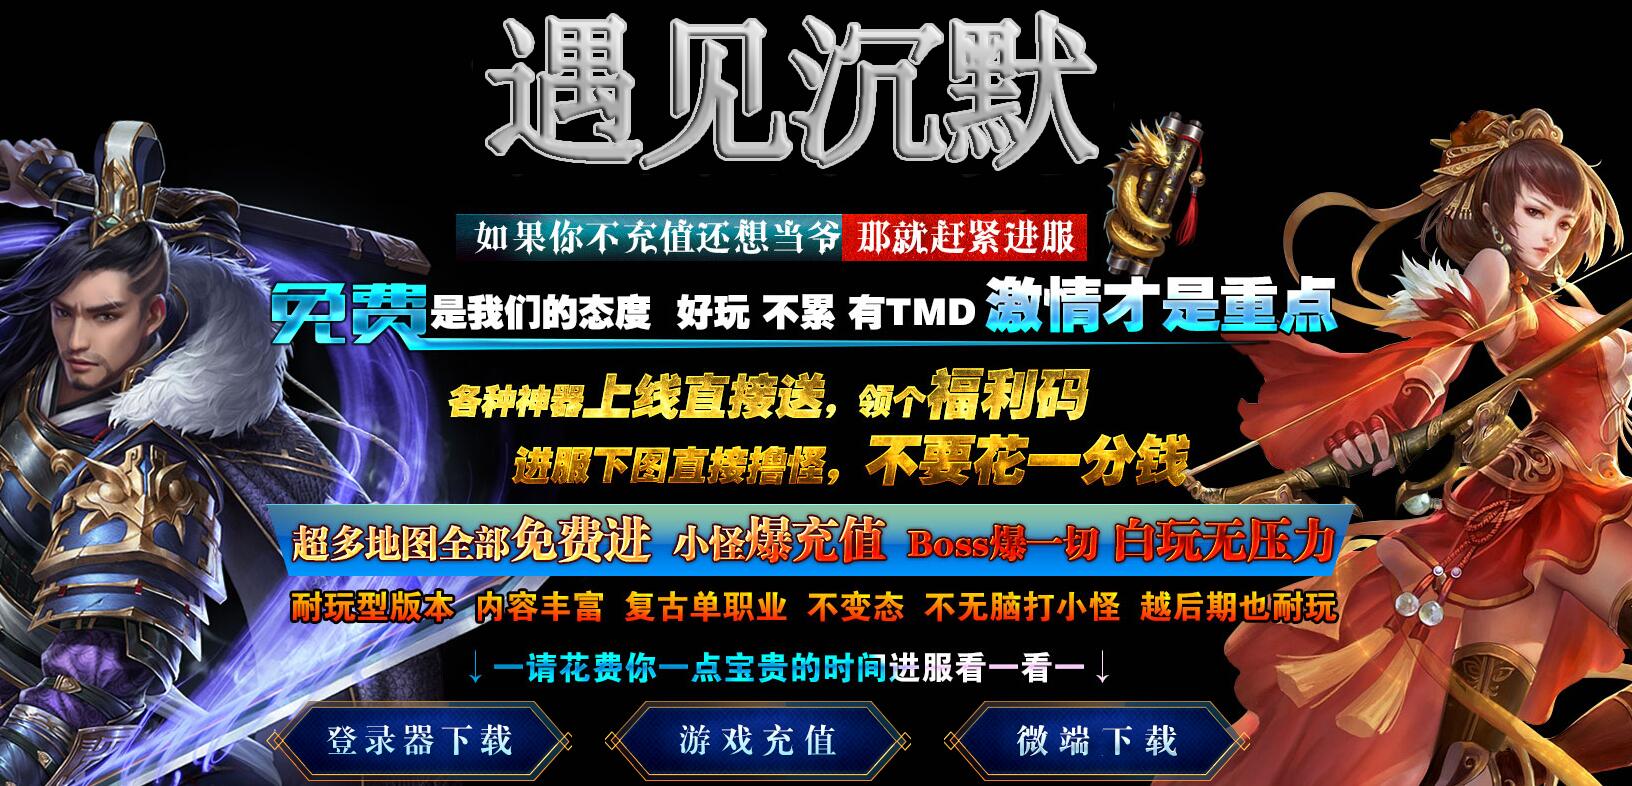 遇见沉默
如果你不充值还想当爷 那就赶紧进服
免费是我们的态度 好玩 不累 有TMD 激情才是重点
各种神器上线直接送，领个福利码
进服下图直接撸怪，不要花一分钱
超多地图全部免费进 小怪爆充值 Boss爆一切 白玩无压力
耐玩型版本 内容丰富 复古单职业 不变态 不无脑打小怪 越后期也耐玩
↓一请花费你一点宝贵的时间进服看一看一↓
登录器下载 游戏充值 微端下载